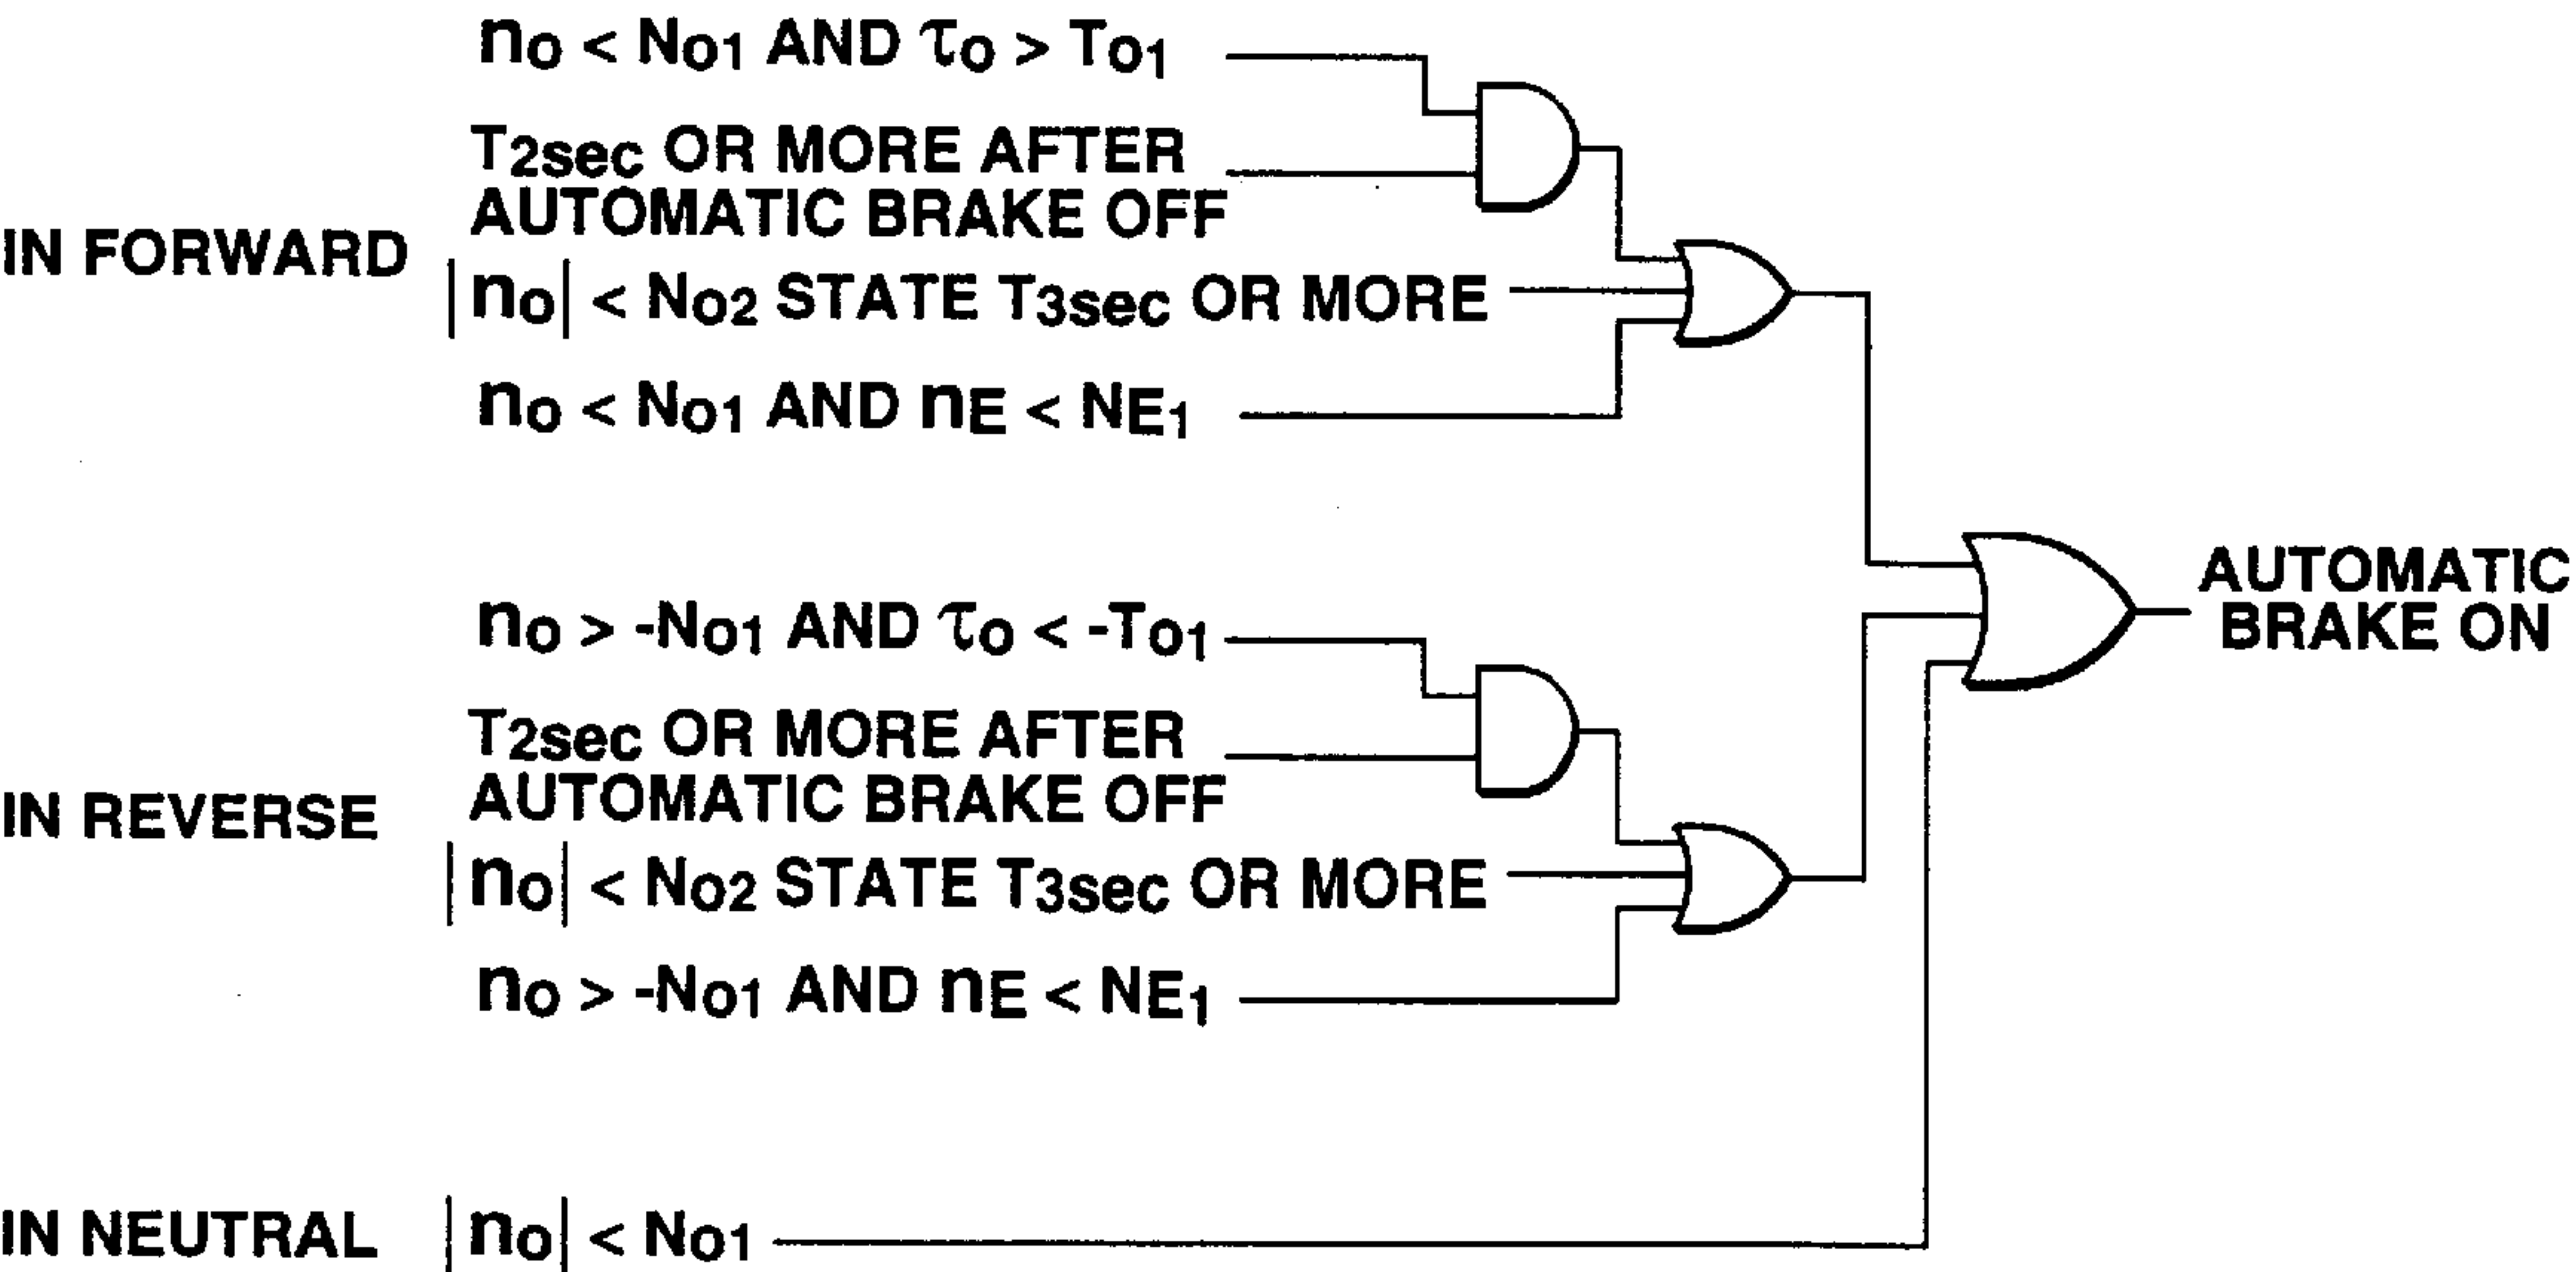 no < No1 AND τo > To1
T2sec OR MORE AFTER
AUTOMATIC BRAKE OFF
IN FORWARD
|no| < No2 STATE T3sec OR MORE
no < No1 AND nE < NE1
no > -No1 AND τo < -To1
T2sec OR MORE AFTER
AUTOMATIC BRAKE OFF
IN REVERSE
|no| < No2 STATE T3sec OR MORE
no > -No1 AND nE < NE1
IN NEUTRAL |no| < No1
AUTOMATIC
BRAKE ON